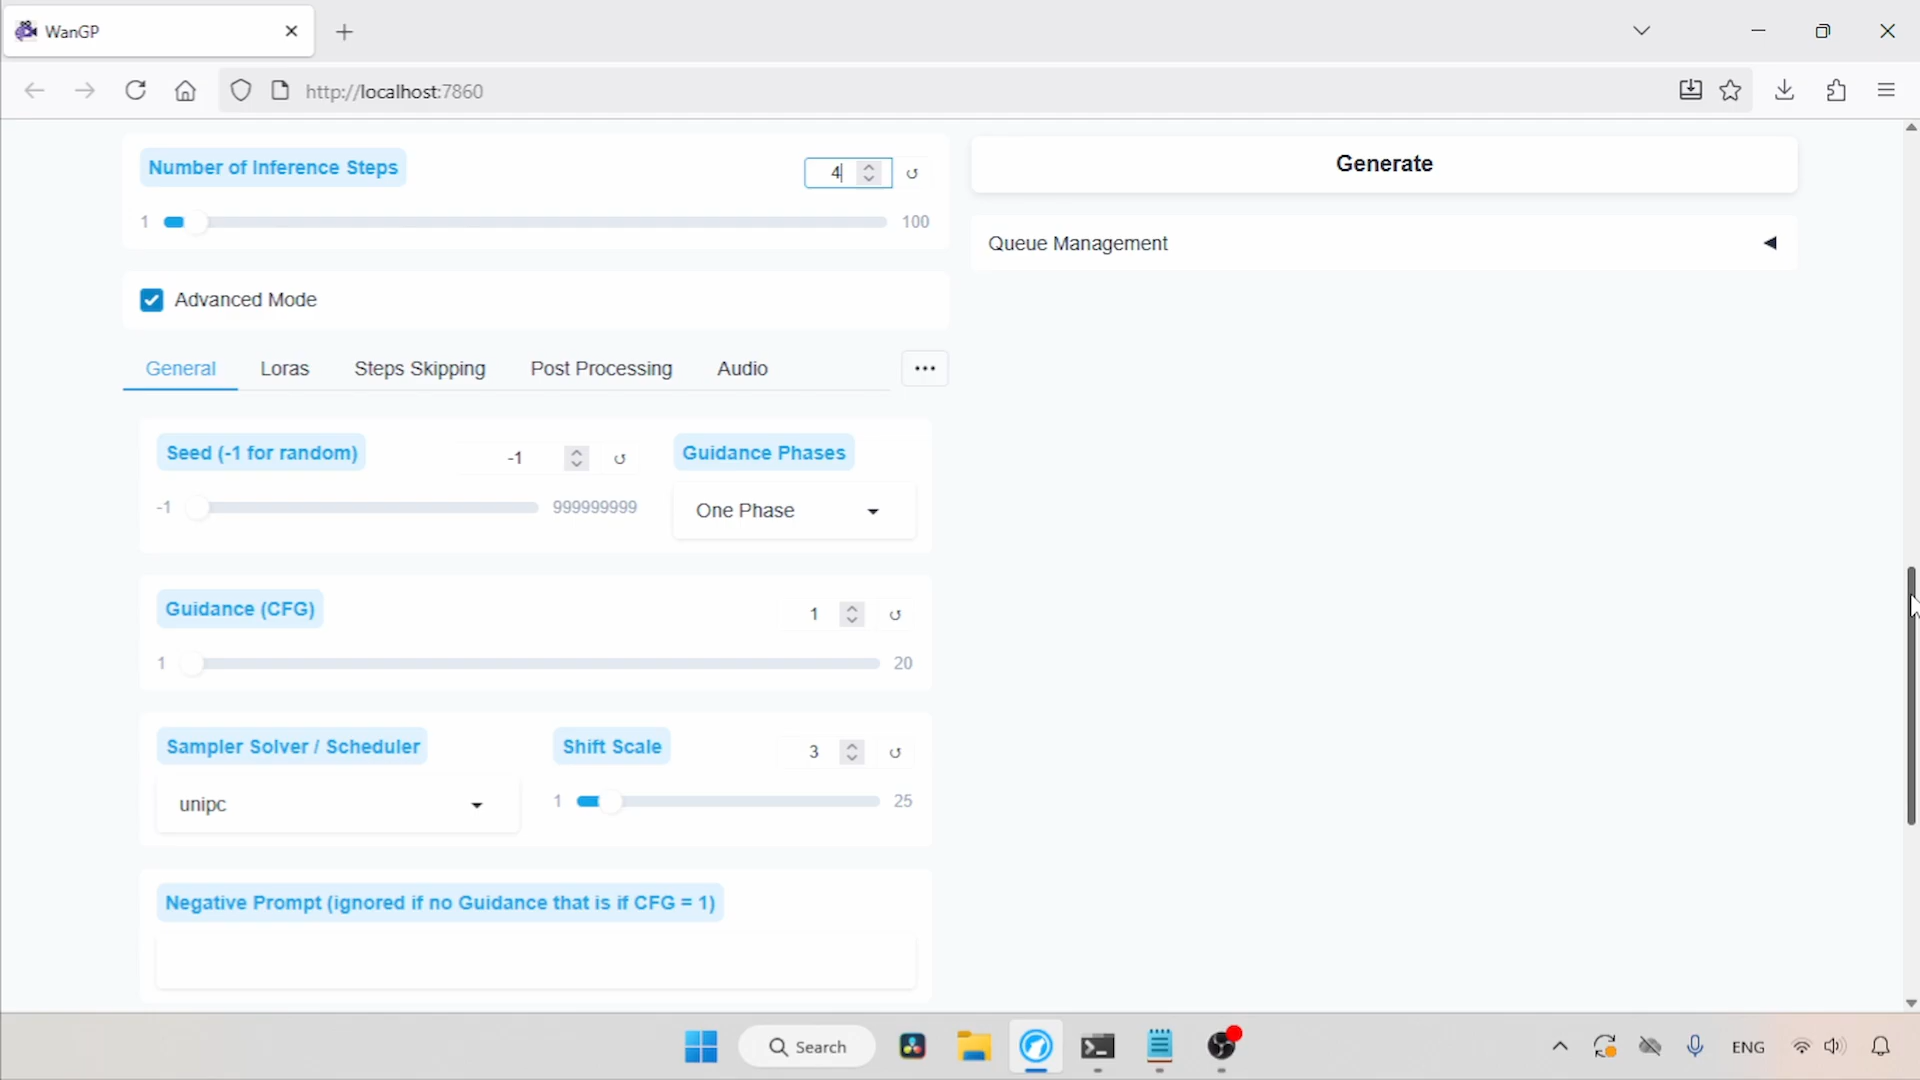 WanGP
http://localhost:7860
Number of Inference Steps
4
1
100
Generate
Queue Management
Advanced Mode
General
Loras
Steps Skipping
Post Processing
Audio
Seed (-1 for random)
-1
-1
999999999
Guidance Phases
One Phase
Guidance (CFG)
1
1
20
Sampler Solver / Scheduler
unipc
Shift Scale
3
1
25
Negative Prompt (ignored if no Guidance that is if CFG = 1)
Search
ENG